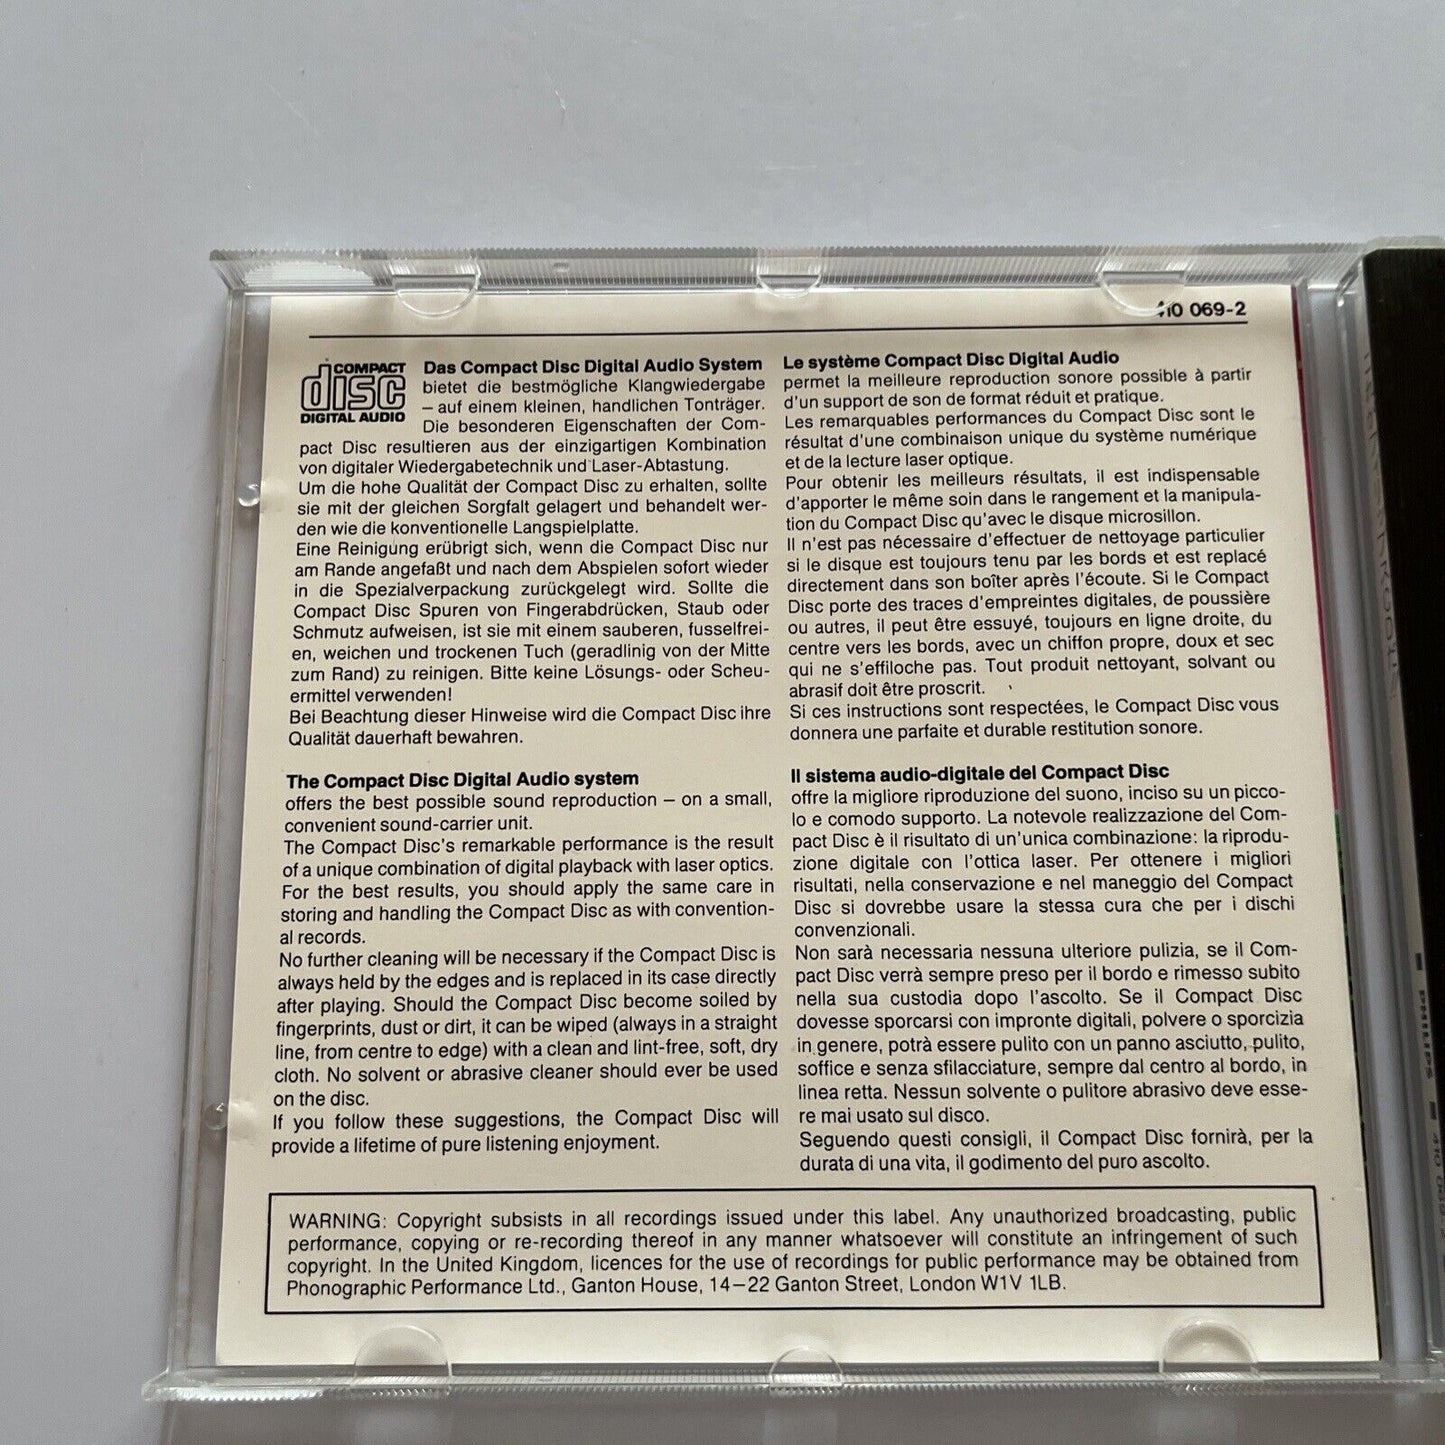 410 069-2
COMPACT
disc
DIGITAL AUDIO
Das Compact Disc Digital Audio System
bietet die bestmögliche Klangwiedergabe
– auf einem kleinen, handlichen Tonträger.
Die besonderen Eigenschaften der Com-
pact Disc resultieren aus der einzigartigen Kombination
von digitaler Wiedergabetechnik und Laser-Abtastung.
Um die hohe Qualität der Compact Disc zu erhalten, sollte
sie mit der gleichen Sorgfalt gelagert und behandelt wer-
den wie die konventionelle Langspielplatte.
Eine Reinigung erübrigt sich, wenn die Compact Disc nur
am Rande angefaßt und nach dem Abspielen sofort wieder
in die Spezialverpackung zurückgelegt wird. Sollte die
Compact Disc Spuren von Fingerabdrücken, Staub oder
Schmutz aufweisen, ist sie mit einem sauberen, fusselfrei-
en, weichen und trockenen Tuch (geradlinig von der Mitte
zum Rand) zu reinigen. Bitte keine Lösungs- oder Scheu-
ermittel verwenden!
Bei Beachtung dieser Hinweise wird die Compact Disc ihre
Qualität dauerhaft bewahren.
The Compact Disc Digital Audio system
offers the best possible sound reproduction – on a small,
convenient sound-carrier unit.
The Compact Disc's remarkable performance is the result
of a unique combination of digital playback with laser optics.
For the best results, you should apply the same care in
storing and handling the Compact Disc as with convention-
al records.
No further cleaning will be necessary if the Compact Disc is
always held by the edges and is replaced in its case directly
after playing. Should the Compact Disc become soiled by
fingerprints, dust or dirt, it can be wiped (always in a straight
line, from centre to edge) with a clean and lint-free, soft, dry
cloth. No solvent or abrasive cleaner should ever be used
on the disc.
If you follow these suggestions, the Compact Disc will
provide a lifetime of pure listening enjoyment.
Le système Compact Disc Digital Audio
permet la meilleure reproduction sonore possible à partir
d'un support de son de format réduit et pratique.
Les remarquables performances du Compact Disc sont le
résultat d'une combinaison unique du système numérique
et de la lecture laser optique.
Pour obtenir les meilleurs résultats, il est indispensable
d'apporter le même soin dans le rangement et la manipula-
tion du Compact Disc qu'avec le disque microsillon.
Il n'est pas nécessaire d'effectuer de nettoyage particulier
si le disque est toujours tenu par les bords et est replacé
directement dans son boîter après l'écoute. Si le Compact
Disc porte des traces d'empreintes digitales, de poussière
ou autres, il peut être essuyé, toujours en ligne droite, du
centre vers les bords, avec un chiffon propre, doux et sec
qui ne s'effiloche pas. Tout produit nettoyant, solvant ou
abrasif doit être proscrit.
Si ces instructions sont respectées, le Compact Disc vous
donnera une parfaite et durable restitution sonore.
Il sistema audio-digitale del Compact Disc
offre la migliore riproduzione del suono, inciso su un picco-
lo e comodo supporto. La notevole realizzazione del Com-
pact Disc è il risultato di un'unica combinazione: la riprodu-
zione digitale con l'ottica laser. Per ottenere i migliori
risultati, nella conservazione e nel maneggio del Compact
Disc si dovrebbe usare la stessa cura che per i dischi
convenzionali.
Non sarà necessaria nessuna ulteriore pulizia, se il Com-
pact Disc verrà sempre preso per il bordo e rimesso subito
nella sua custodia dopo l'ascolto. Se il Compact Disc
dovesse sporcarsi con impronte digitali, polvere o sporcizia
in genere, potrà essere pulito con un panno asciutto, pulito,
soffice e senza sfilacciature, sempre dal centro al bordo, in
linea retta. Nessun solvente o pulitore abrasivo deve esse-
re mai usato sul disco.
Seguendo questi consigli, il Compact Disc fornirà, per la
durata di una vita, il godimento del puro ascolto.
WARNING: Copyright subsists in all recordings issued under this label. Any unauthorized broadcasting, public
performance, copying or re-recording thereof in any manner whatsoever will constitute an infringement of such
copyright. In the United Kingdom, licences for the use of recordings for public performance may be obtained from
Phonographic Performance Ltd., Ganton House, 14–22 Ganton Street, London W1V 1LB.
PHILIPS